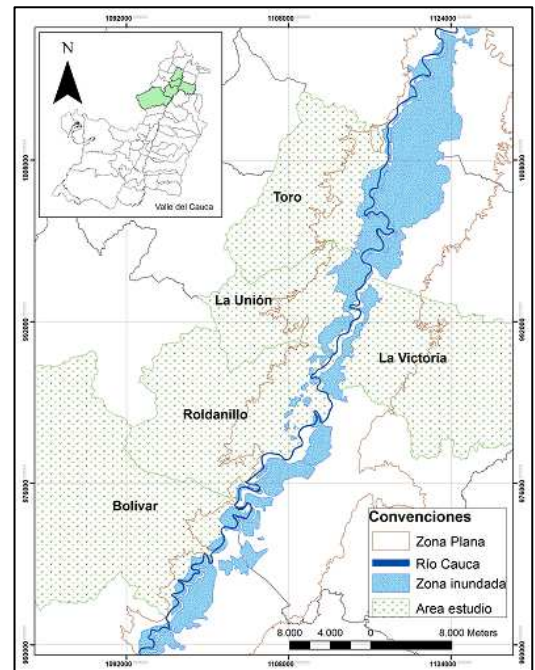 1092000
1108000
1124000
N
Valle del Cauca
Toro
La Unión
La Victoria
Roldanillo
Bolívar
Convenciones
Zona Plana
Río Cauca
Zona inundada
Area estudio
8.000 4.000 0 8.000 Meters
1092000
1108000
1124000